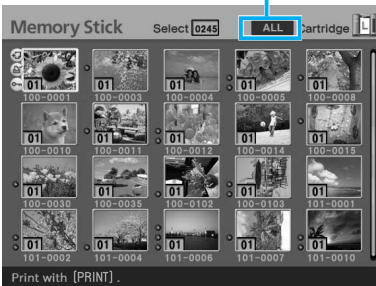 Memory Stick Select 0245 ALL Cartridge L
01 01 01 01 01
100-0001 100-0003 100-0004 100-0005 100-0008
01 01 01 01 01
100-0010 100-0011 100-0012 100-0014 100-0015
01 01 01 01 01
100-0030 100-0035 100-0102 100-0103 101-0001
01 01 01 01 01
101-0002 101-0004 101-0006 101-0007 101-0010
Print with [PRINT] .